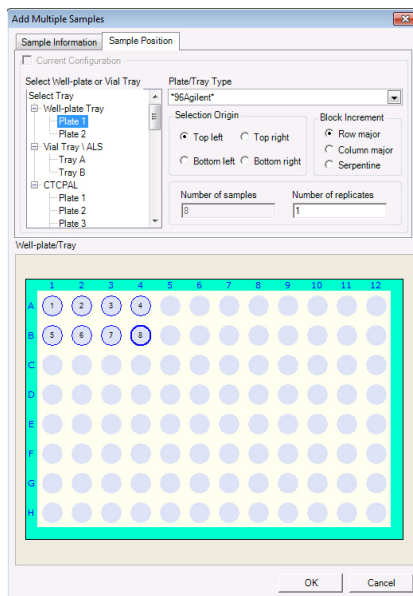 Add Multiple Samples
Sample Information Sample Position
Current Configuration
Select Well-plate or Vial Tray
Select Tray
Well-plate Tray
Plate 1
Plate 2
Vial Tray \ ALS
Tray A
Tray B
CTCPAL
Plate 1
Plate 2
Plate 3
Plate/Tray Type
*96Agilent*
Selection Origin
Top left Top right
Bottom left Bottom right
Block Increment
Row major
Column major
Serpentine
Number of samples Number of replicates
8 1
Well-plate/Tray
1 2 3 4 5 6 7 8 9 10 11 12
A 1 2 3 4
B 5 6 7 8
C
D
E
F
G
H
OK Cancel